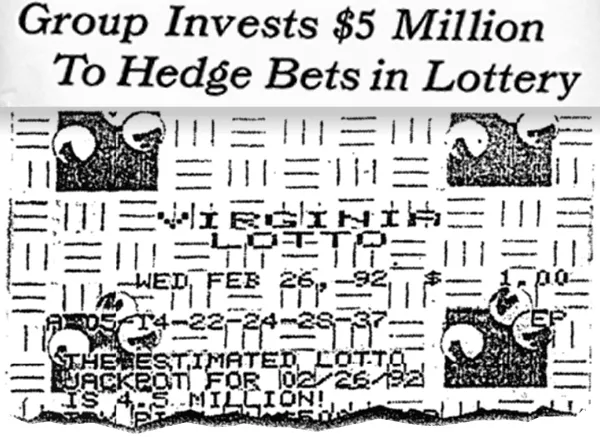 Group Invests $5 Million
To Hedge Bets in Lottery
VIRGINIA
LOTTO
WED FEB 26, 92 $ 1.00
A 05-14-22-24-28-37 EP
THE ESTIMATED LOTTO
JACKPOT FOR 02/26/92
IS 4.5 MILLION!